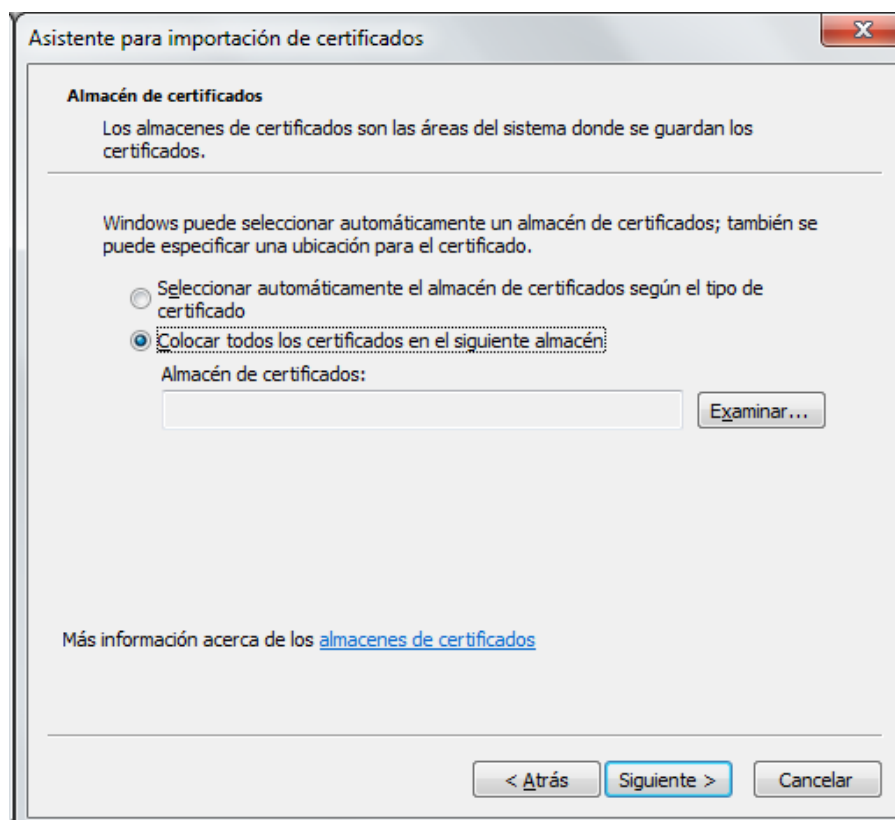 Asistente para importación de certificados
Almacén de certificados
Los almacenes de certificados son las áreas del sistema donde se guardan los
certificados.
Windows puede seleccionar automáticamente un almacén de certificados; también se
puede especificar una ubicación para el certificado.
Seleccionar automáticamente el almacén de certificados según el tipo de
certificado
Colocar todos los certificados en el siguiente almacén
Almacén de certificados:
Examinar...
Más información acerca de los almacenes de certificados
< Atrás Siguiente > Cancelar